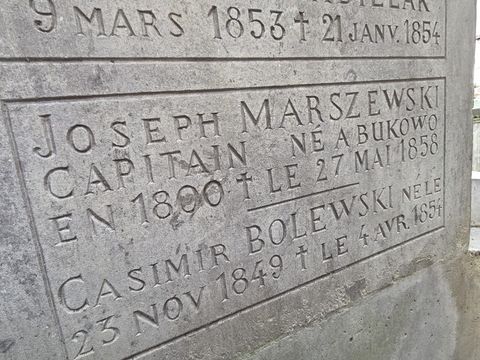 9 MARS 1853 † 21 JANV. 1854
JOSEPH MARSZEWSKI
CAPITAIN NÉ A BUKOWO
EN 1800 † LE 27 MAI 1858
CASIMIR BOLEWSKI NÉ LE
23 NOV 1849 † LE 4 AVR. 1854